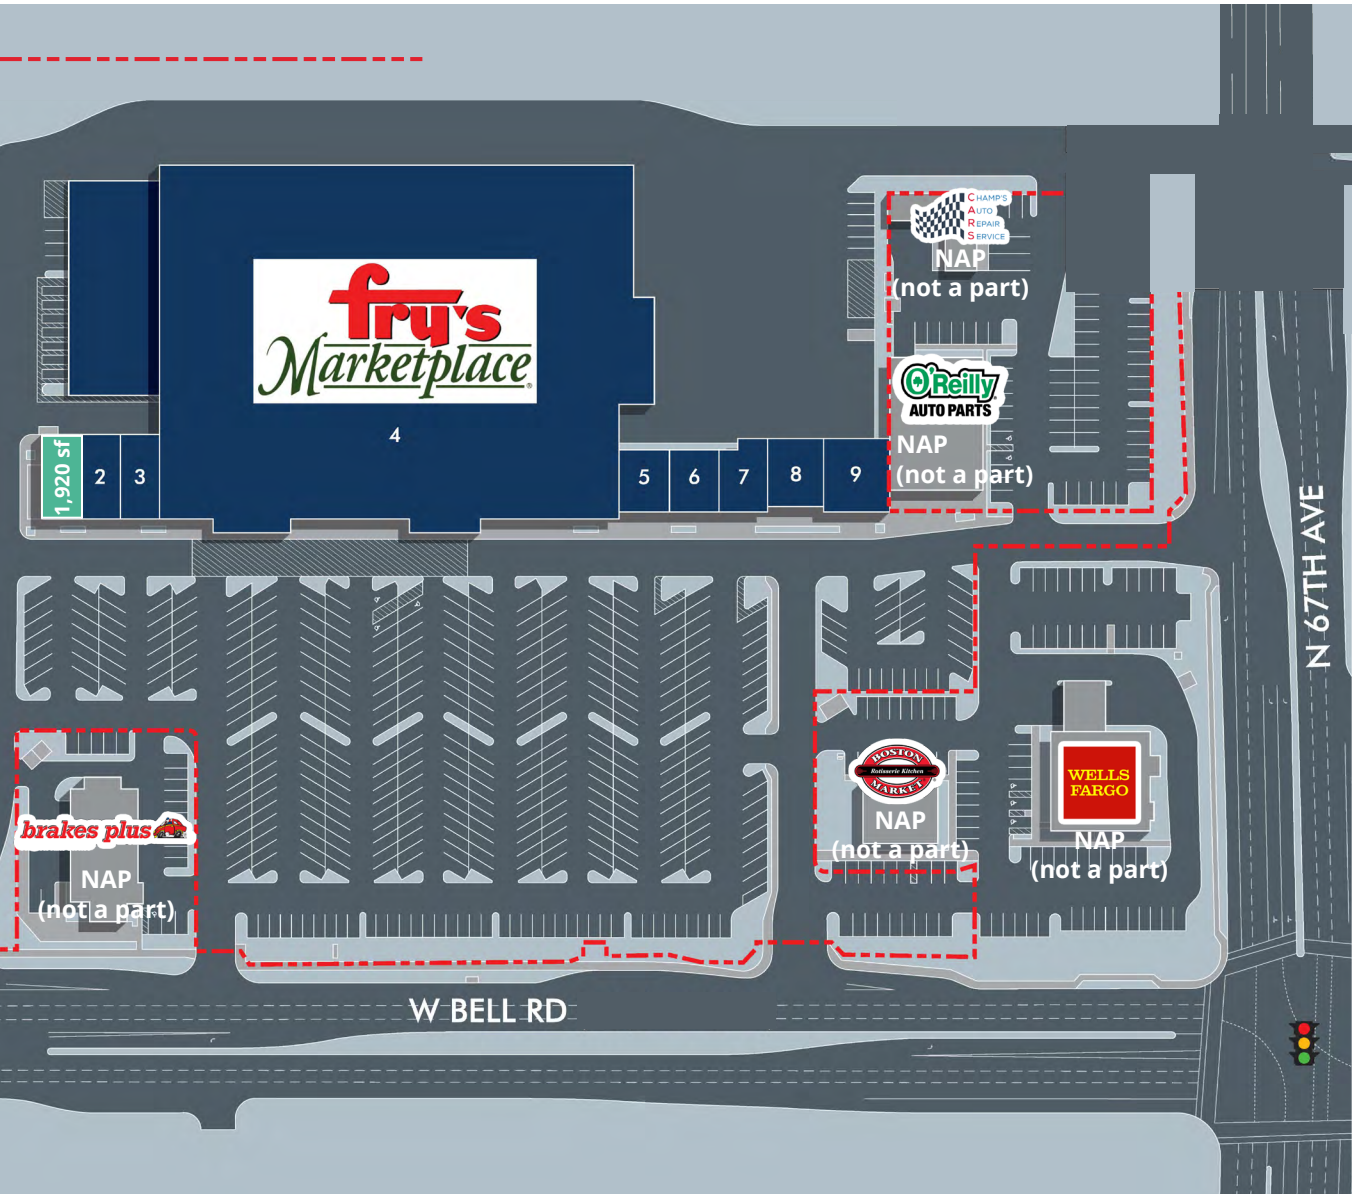 CHAMP'S
AUTO
REPAIR
SERVICE
NAP
(not a part)
fry's
Marketplace
®
O'Reilly
AUTO PARTS
NAP
(not a part)
4
1,920 sf
2
3
5
6
7
8
9
N 67TH AVE
BOSTON
Rotisserie Kitchen
MARKET
NAP
(not a part)
WELLS
FARGO
NAP
(not a part)
brakes plus
NAP
(not a part)
W BELL RD